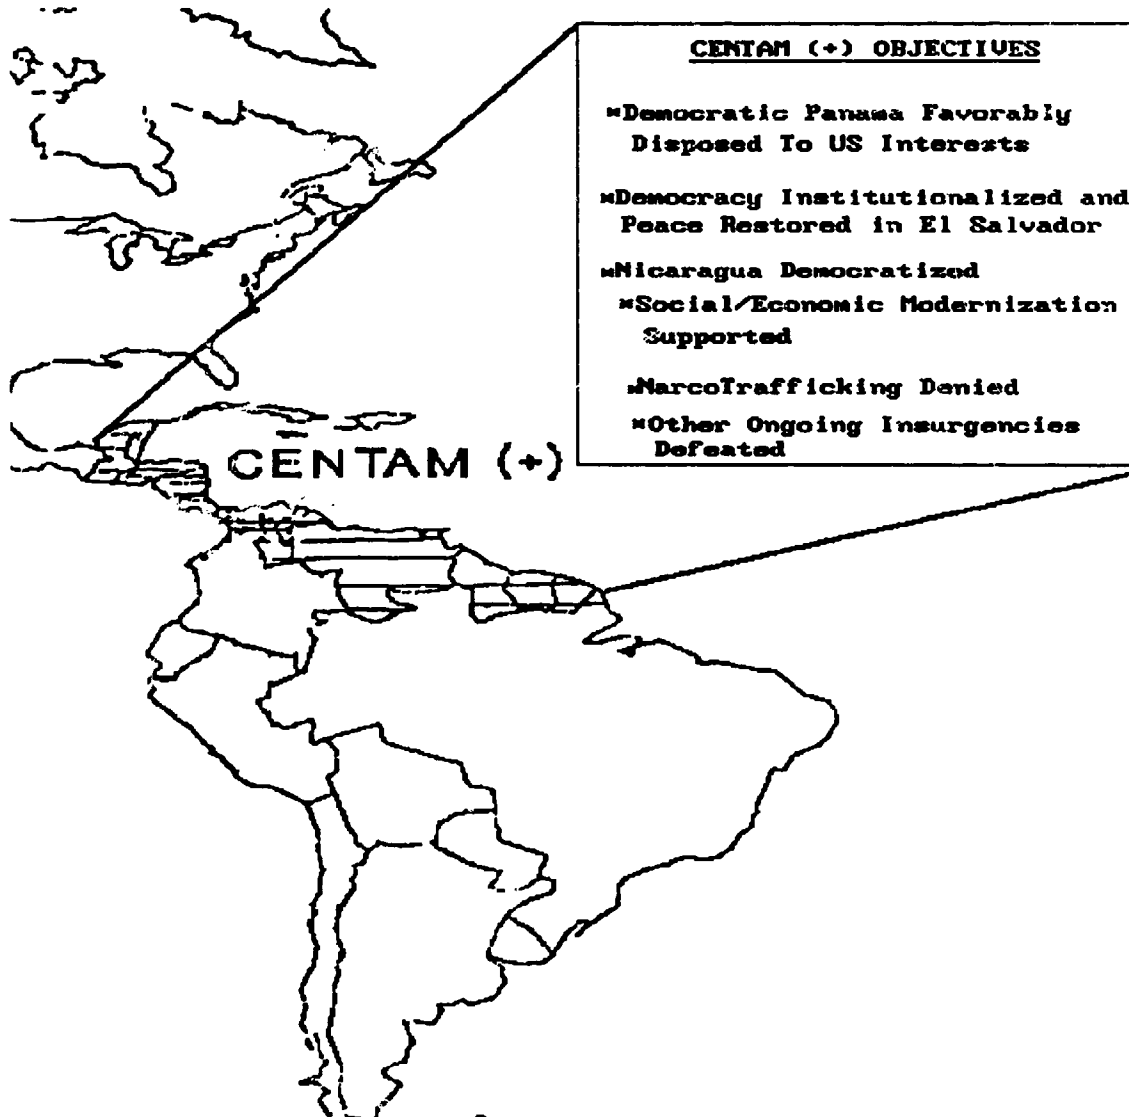 CENTAM (+) OBJECTIVES
*Democratic Panama Favorably
Disposed To US Interests
*Democracy Institutionalized and
Peace Restored in El Salvador
*Nicaragua Democratized
*Social/Economic Modernization
Supported
*NarcoTrafficking Denied
*Other Ongoing Insurgencies
Defeated
CENTAM (+)